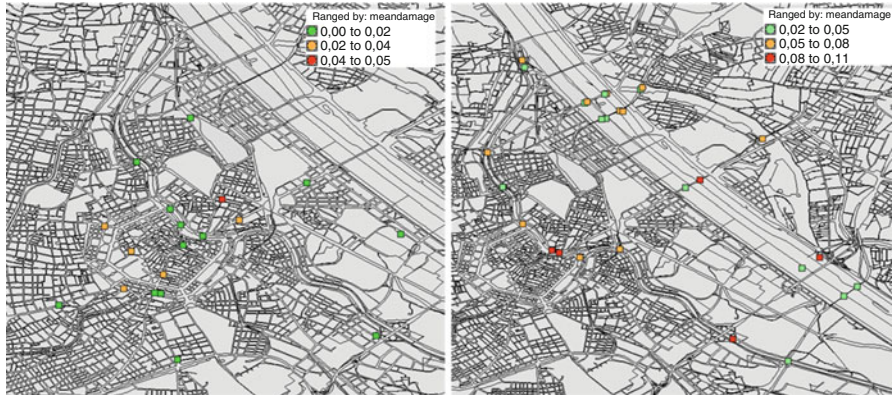 Ranged by: meandamage
0,00 to 0,02
0,02 to 0,04
0,04 to 0,05
Ranged by: meandamage
0,02 to 0,05
0,05 to 0,08
0,08 to 0,11